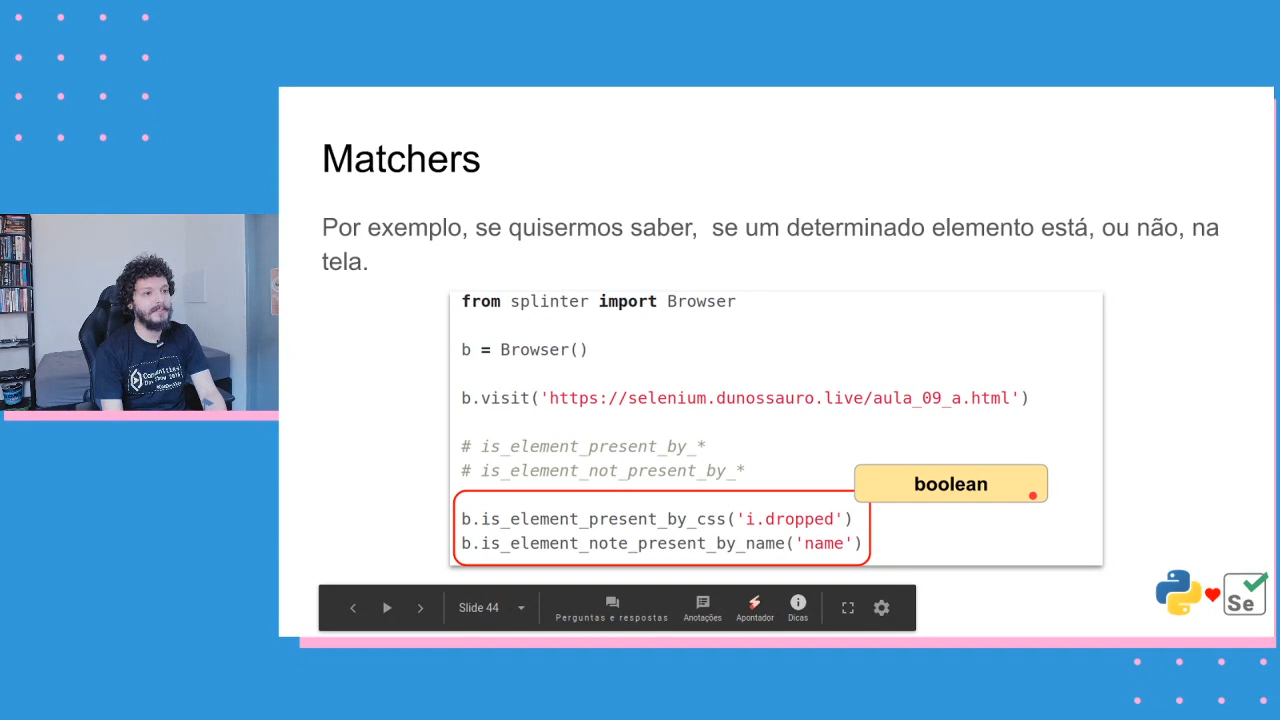 Matchers
Por exemplo, se quisermos saber,  se um determinado elemento está, ou não, na
tela.
from splinter import Browser
b = Browser()
b.visit('https://selenium.dunossauro.live/aula_09_a.html')
# is_element_present_by_*
# is_element_not_present_by_*
boolean
b.is_element_present_by_css('i.dropped')
b.is_element_note_present_by_name('name')
Slide 44
Perguntas e respostas
Anotações
Apontador
Dicas
Se